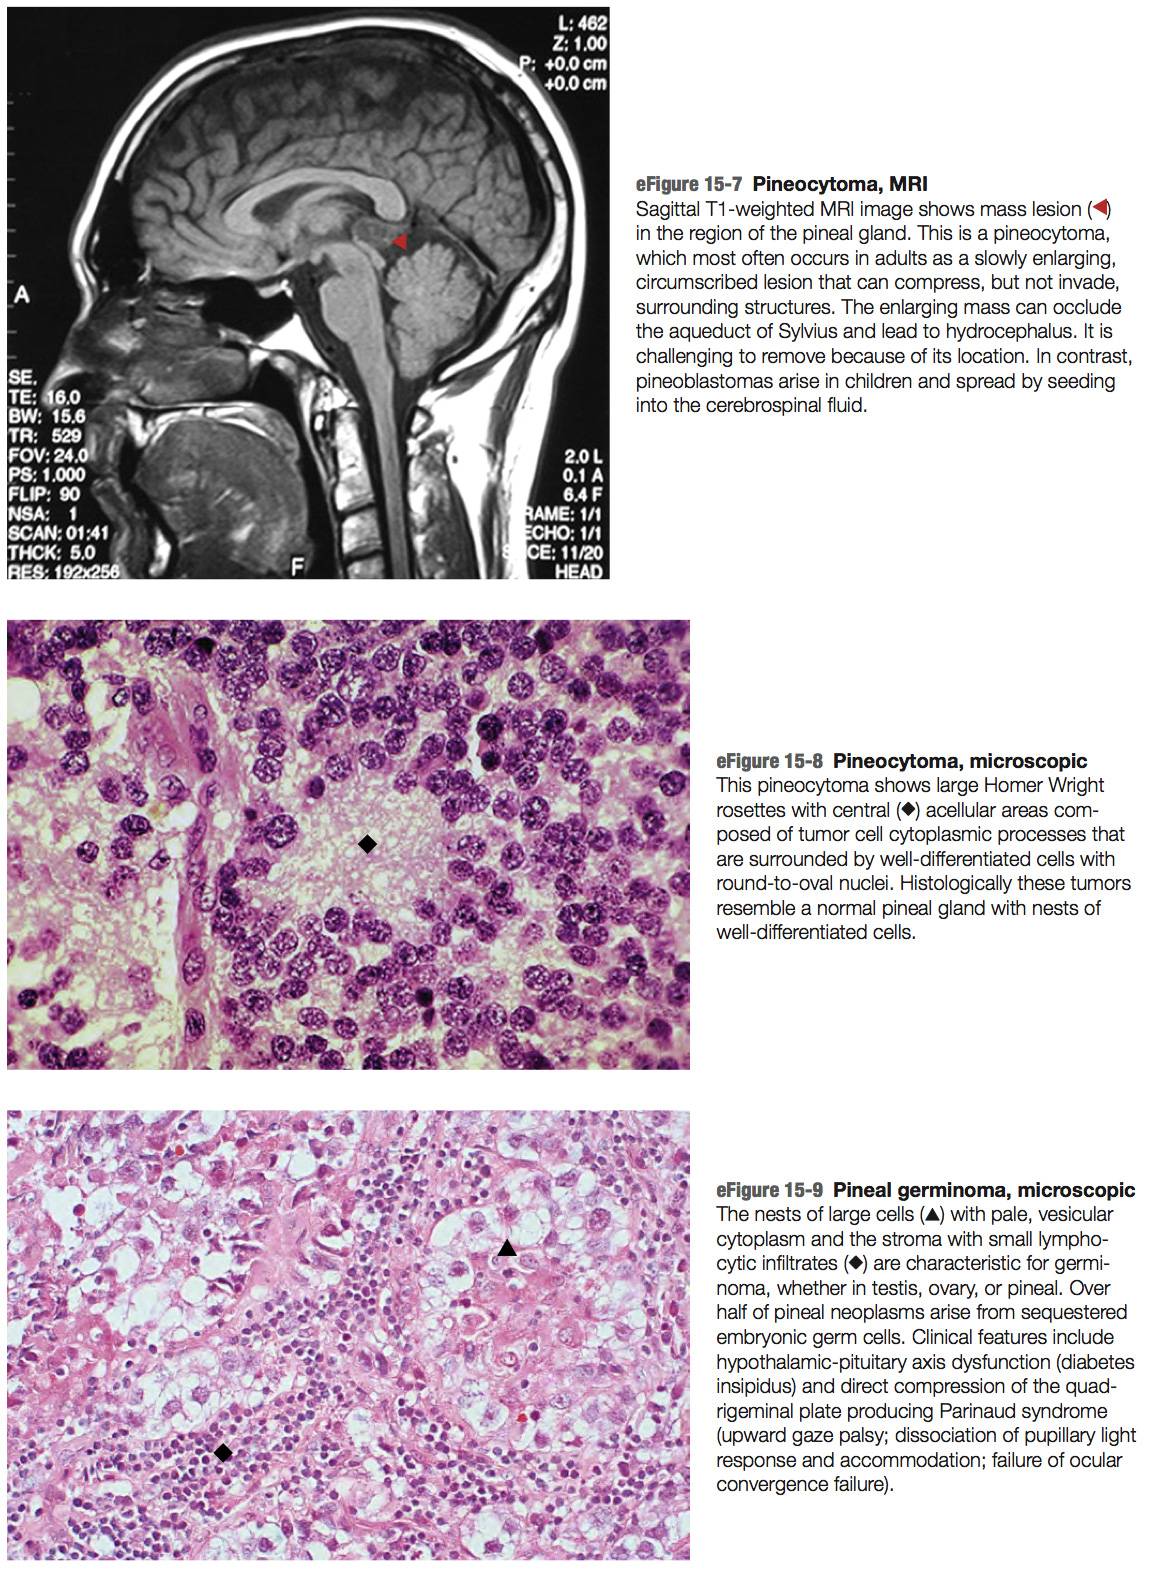 L: 462
Z: 1.00
P: +0.0 cm
+0.0 cm
A
SE.
TE: 16.0
BW: 15.6
TR: 529
FOV: 24.0
PS: 1.000
FLIP: 90
NSA: 1
SCAN: 01:41
THCK: 5.0
RES: 192x256
F
2.0 L
0.1 A
6.4 F
RAME: 1/1
ECHO: 1/1
CE: 11/20
HEAD
eFigure 15-7 Pineocytoma, MRI
Sagittal T1-weighted MRI image shows mass lesion (◀)
in the region of the pineal gland. This is a pineocytoma,
which most often occurs in adults as a slowly enlarging,
circumscribed lesion that can compress, but not invade,
surrounding structures. The enlarging mass can occlude
the aqueduct of Sylvius and lead to hydrocephalus. It is
challenging to remove because of its location. In contrast,
pineoblastomas arise in children and spread by seeding
into the cerebrospinal fluid.
eFigure 15-8 Pineocytoma, microscopic
This pineocytoma shows large Homer Wright
rosettes with central (◆) acellular areas com-
posed of tumor cell cytoplasmic processes that
are surrounded by well-differentiated cells with
round-to-oval nuclei. Histologically these tumors
resemble a normal pineal gland with nests of
well-differentiated cells.
eFigure 15-9 Pineal germinoma, microscopic
The nests of large cells (▲) with pale, vesicular
cytoplasm and the stroma with small lympho-
cytic infiltrates (◆) are characteristic for germi-
noma, whether in testis, ovary, or pineal. Over
half of pineal neoplasms arise from sequestered
embryonic germ cells. Clinical features include
hypothalamic-pituitary axis dysfunction (diabetes
insipidus) and direct compression of the quad-
rigeminal plate producing Parinaud syndrome
(upward gaze palsy; dissociation of pupillary light
response and accommodation; failure of ocular
convergence failure).